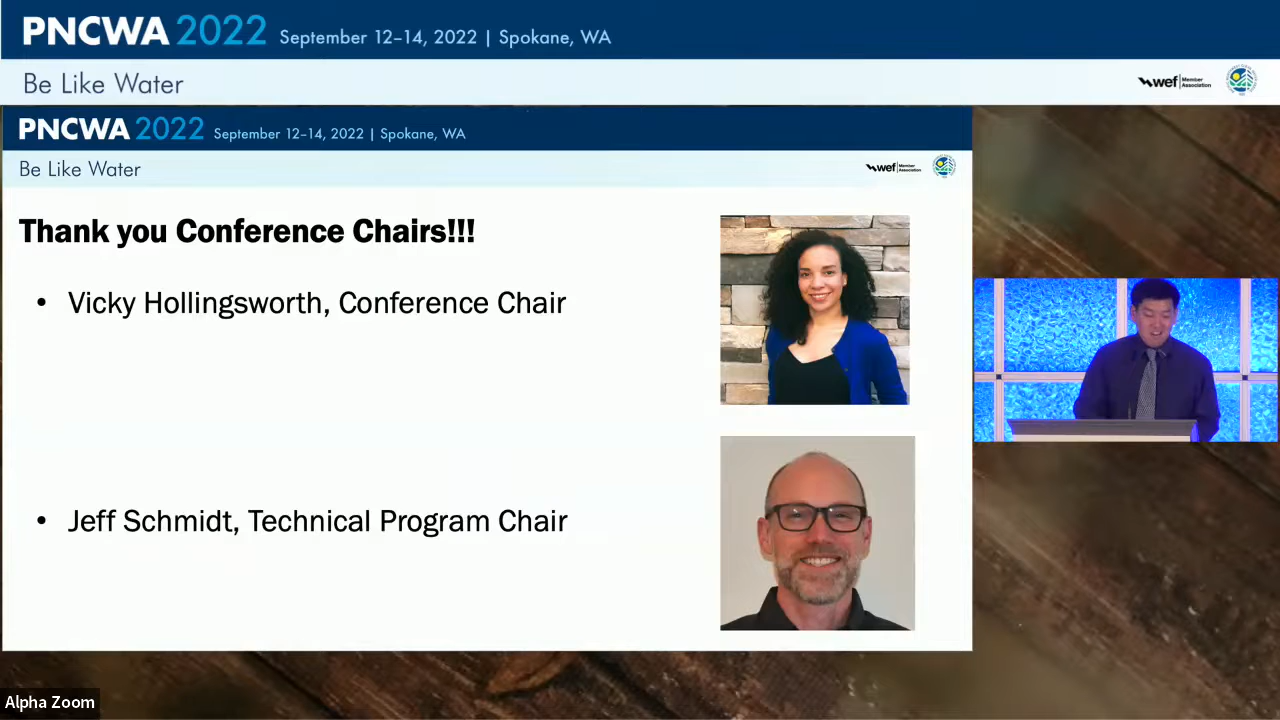 PNCWA 2022 September 12–14, 2022 | Spokane, WA
Be Like Water
wef Member Association
PNCWA 2022 September 12–14, 2022 | Spokane, WA
Be Like Water
wef Member Association
Thank you Conference Chairs!!!
• Vicky Hollingsworth, Conference Chair
• Jeff Schmidt, Technical Program Chair
Alpha Zoom